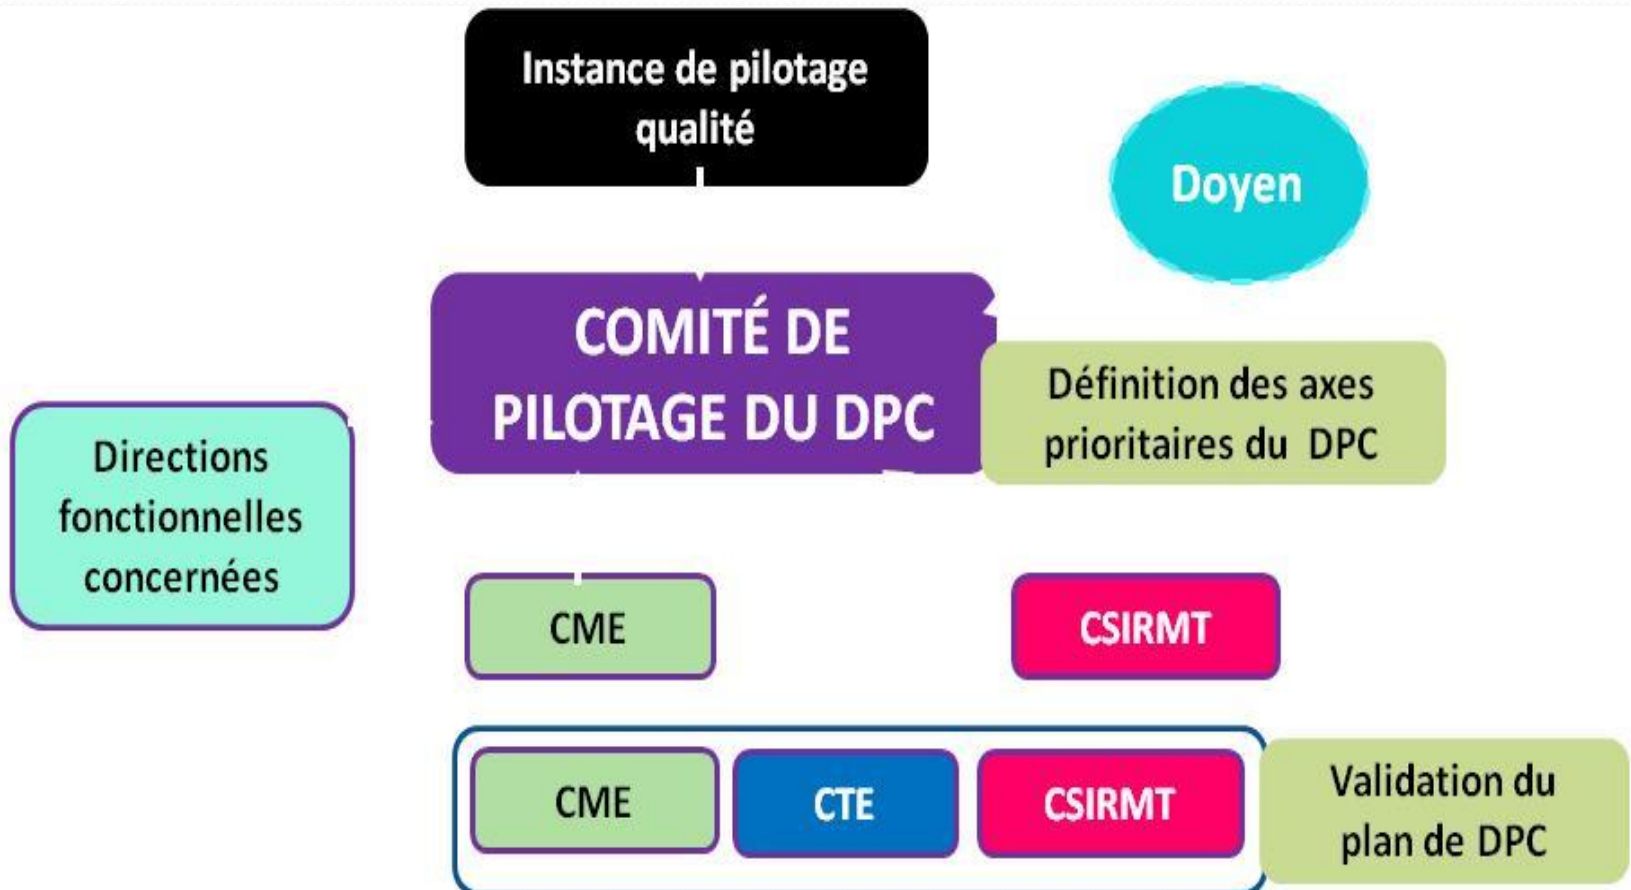 Instance de pilotage
qualité
Doyen
COMITÉ DE
PILOTAGE DU DPC
Définition des axes
prioritaires du DPC
Directions
fonctionnelles
concernées
CME
CSIRMT
CME
CTE
CSIRMT
Validation du
plan de DPC